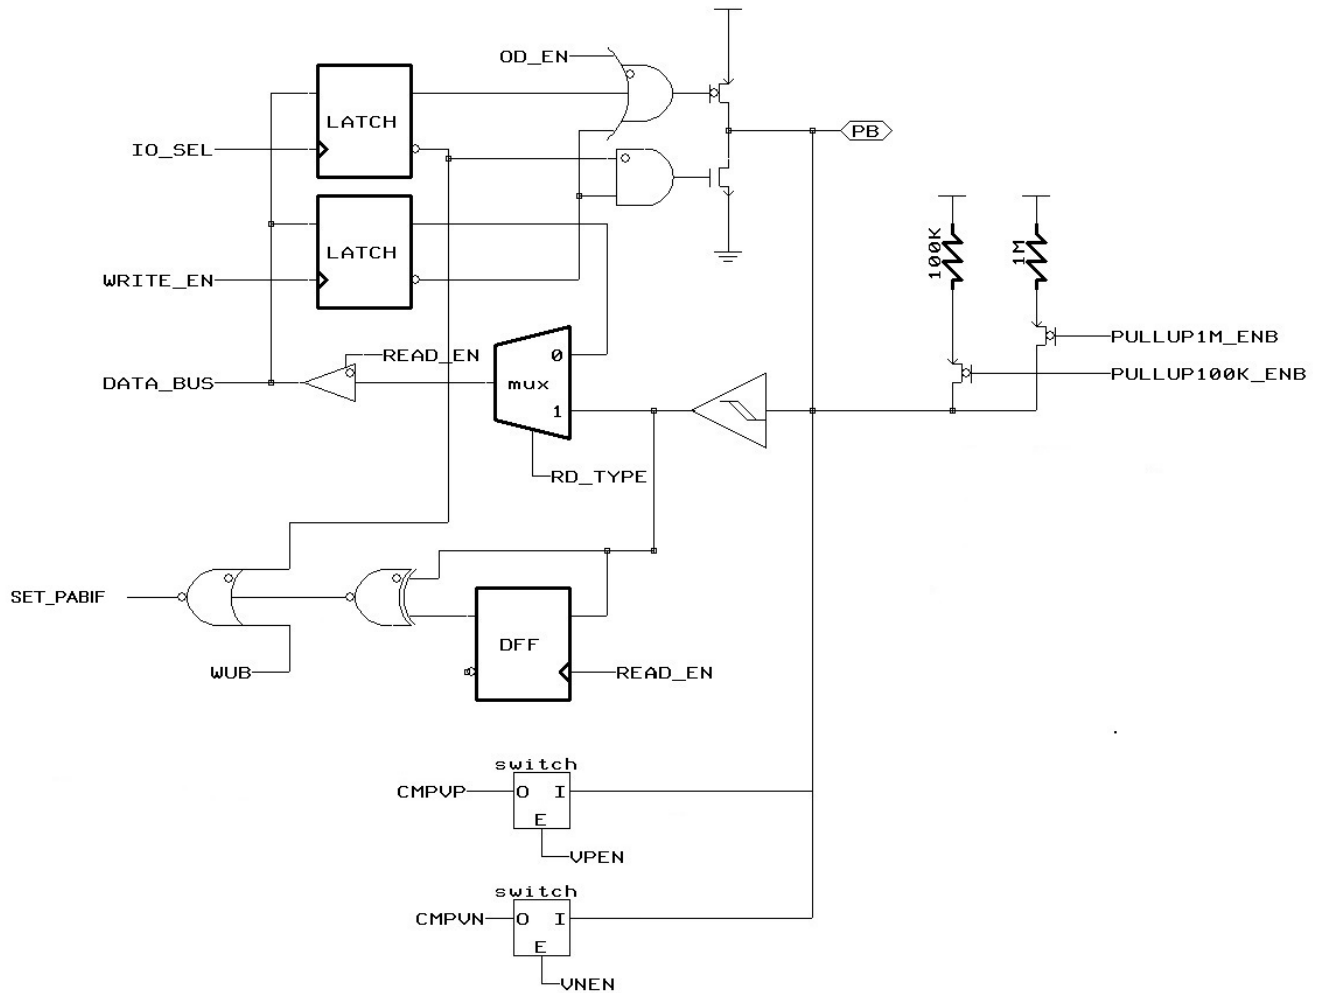 OD_EN
LATCH
IO_SEL
PB
LATCH
WRITE_EN
100K
1M
PULLUP1M_ENB
READ_EN
0
DATA_BUS
mux
PULLUP100K_ENB
1
RD_TYPE
SET_PABIF
DFF
WUB
READ_EN
switch
CMPVP
O I
E
VPEN
switch
CMPVN
O I
E
VNEN